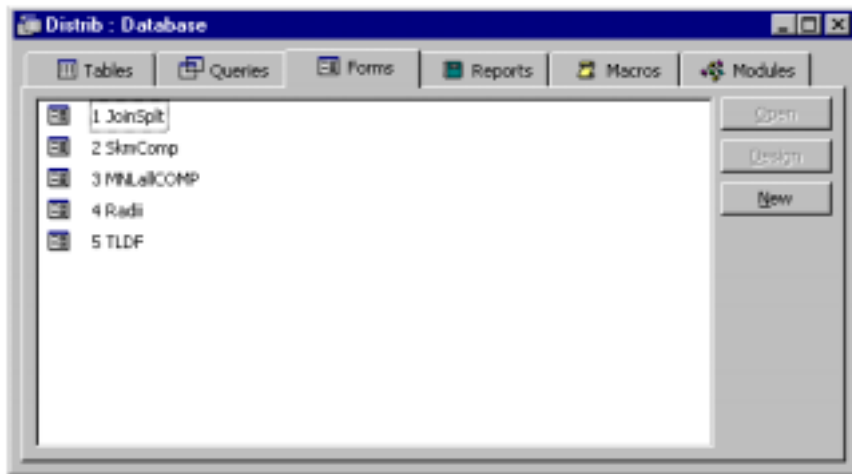 Distrib : Database
Tables Queries Forms Reports Macros Modules
1 JoinSplt
2 SkmComp
3 MNLallCOMP
4 Radii
5 TLDF
Open
Design
New